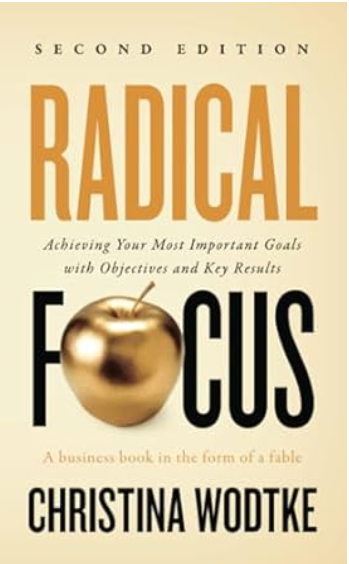 SECOND EDITION
RADICAL
Achieving Your Most Important Goals
with Objectives and Key Results
FOCUS
A business book in the form of a fable
CHRISTINA WODTKE